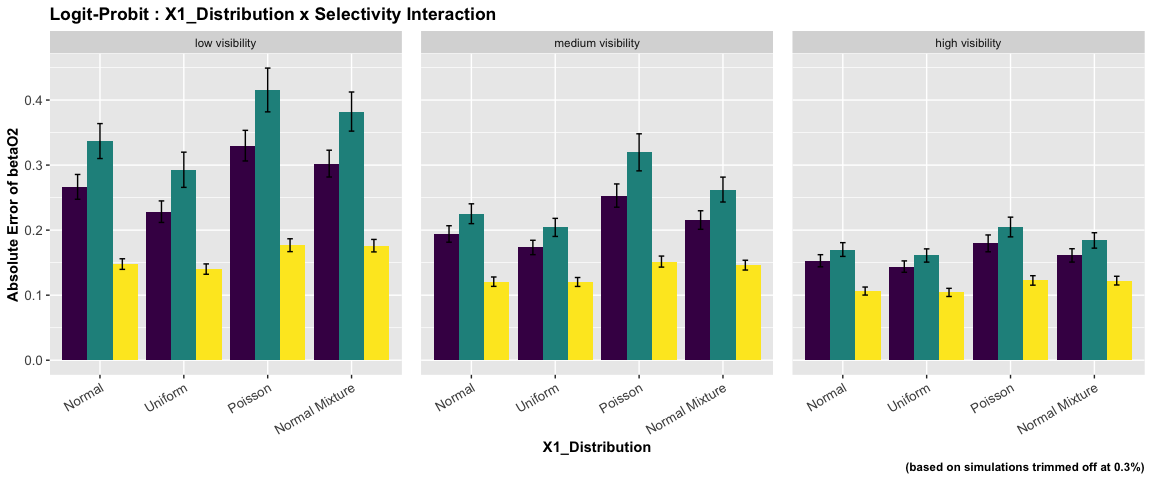 Logit-Probit : X1_Distribution x Selectivity Interaction
low visibility
medium visibility
high visibility
Absolute Error of betaO2
0.4
0.3
0.2
0.1
0.0
Normal
Uniform
Poisson
Normal Mixture
Normal
Uniform
Poisson
Normal Mixture
Normal
Uniform
Poisson
Normal Mixture
X1_Distribution
(based on simulations trimmed off at 0.3%)